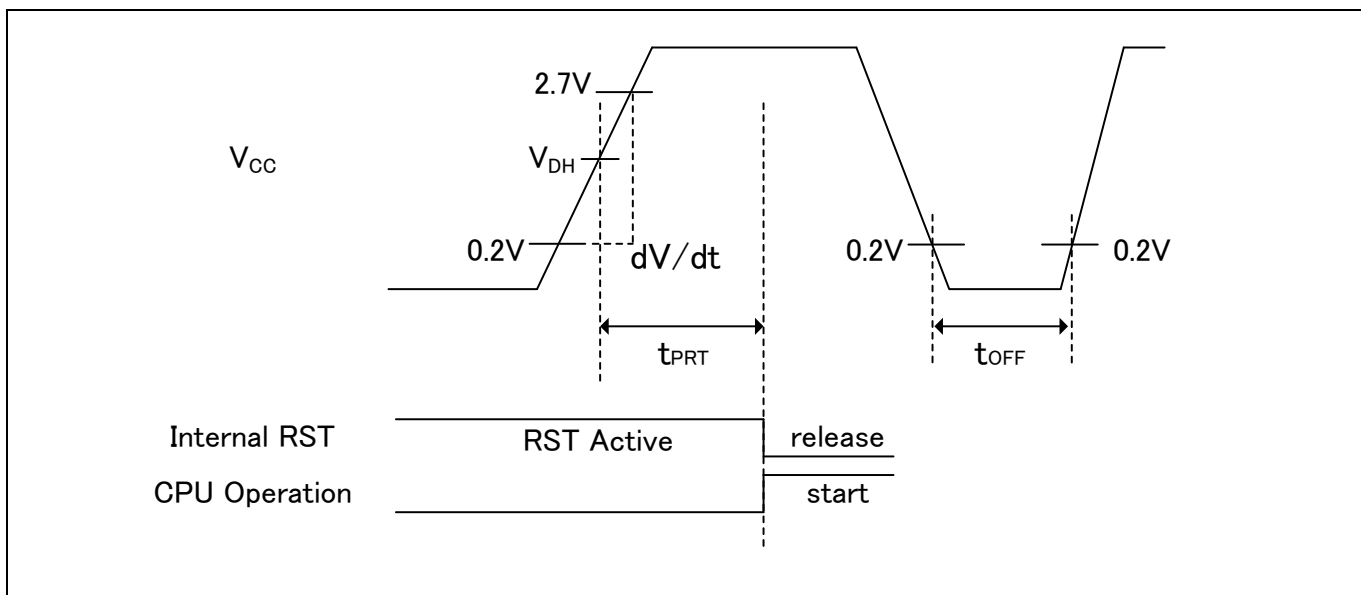 2.7V
VCC
VDH
0.2V
dV/dt
0.2V
0.2V
tPRT
tOFF
Internal RST
RST Active
release
CPU Operation
start